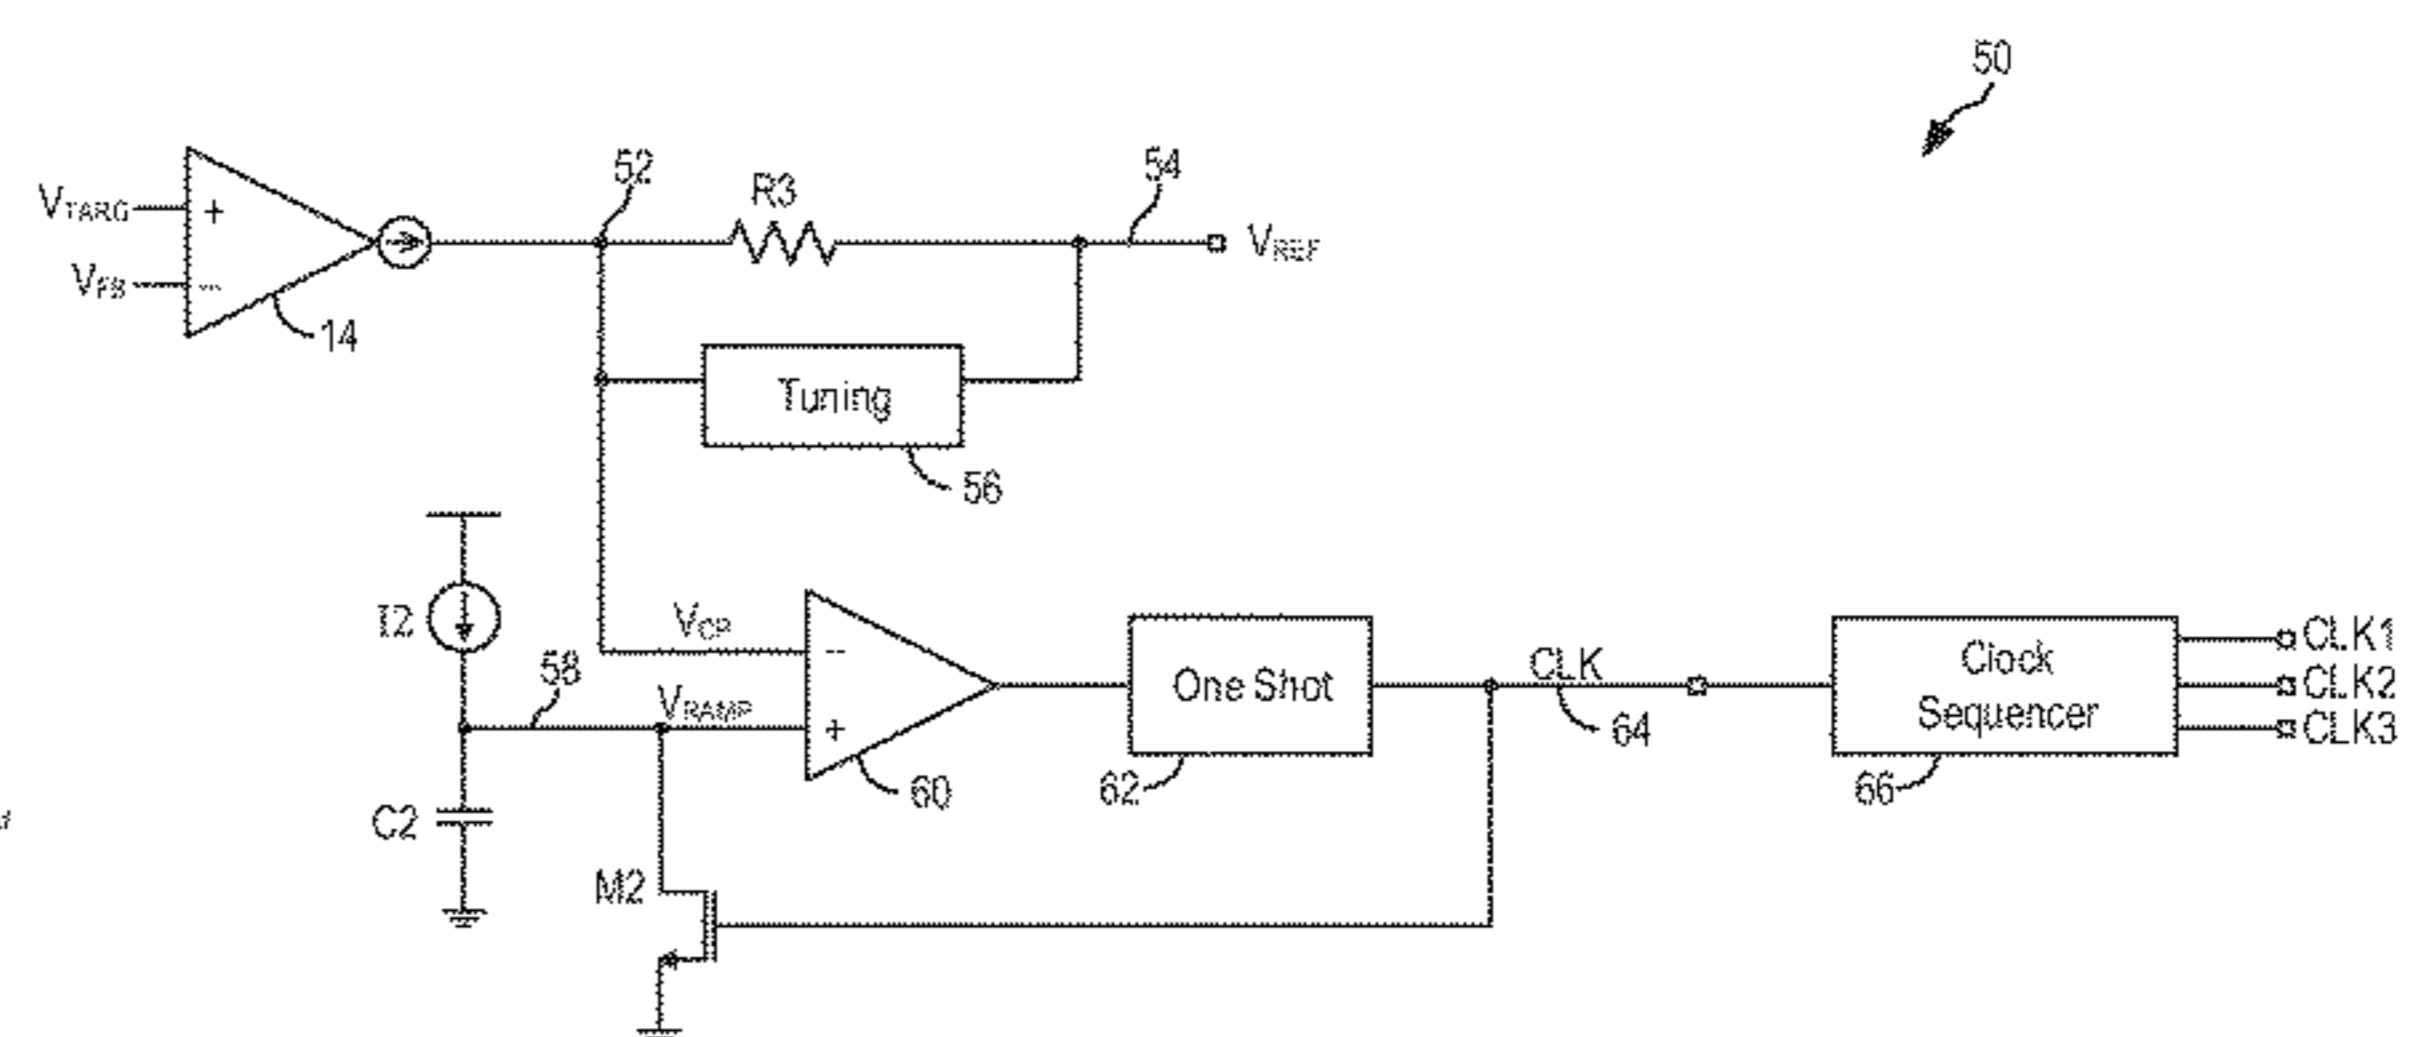 50
52
R3
54
VTARG
+
VREF
VFB
-
14
Tuning
56
I2
58
VCP
-
VRAMP
+
60
One Shot
62
CLK
64
Clock
Sequencer
66
CLK1
CLK2
CLK3
C2
M2